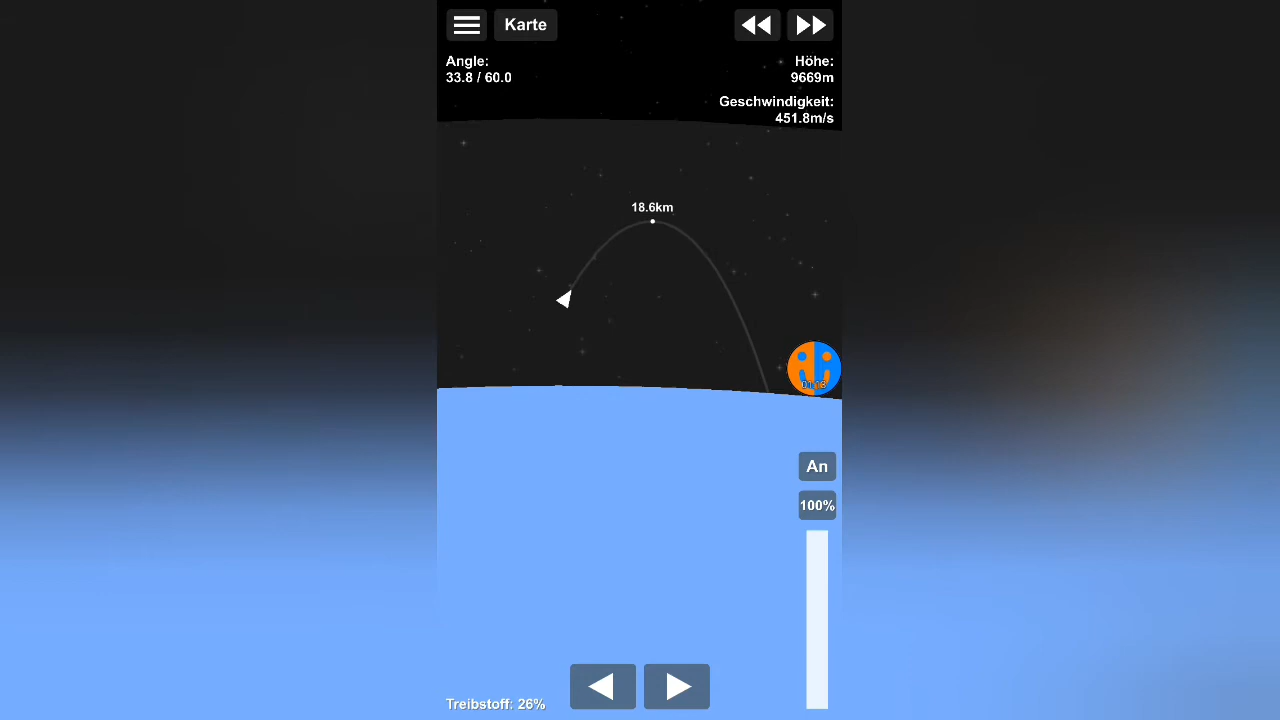 Karte
Angle:
33.8 / 60.0
Höhe:
9669m
Geschwindigkeit:
451.8m/s
18.6km
An
100%
Treibstoff: 26%